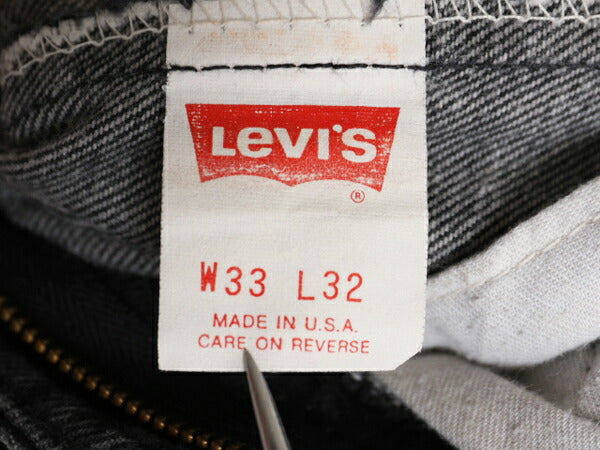 Levi's
®
W33 L32
MADE IN U.S.A.
CARE ON REVERSE